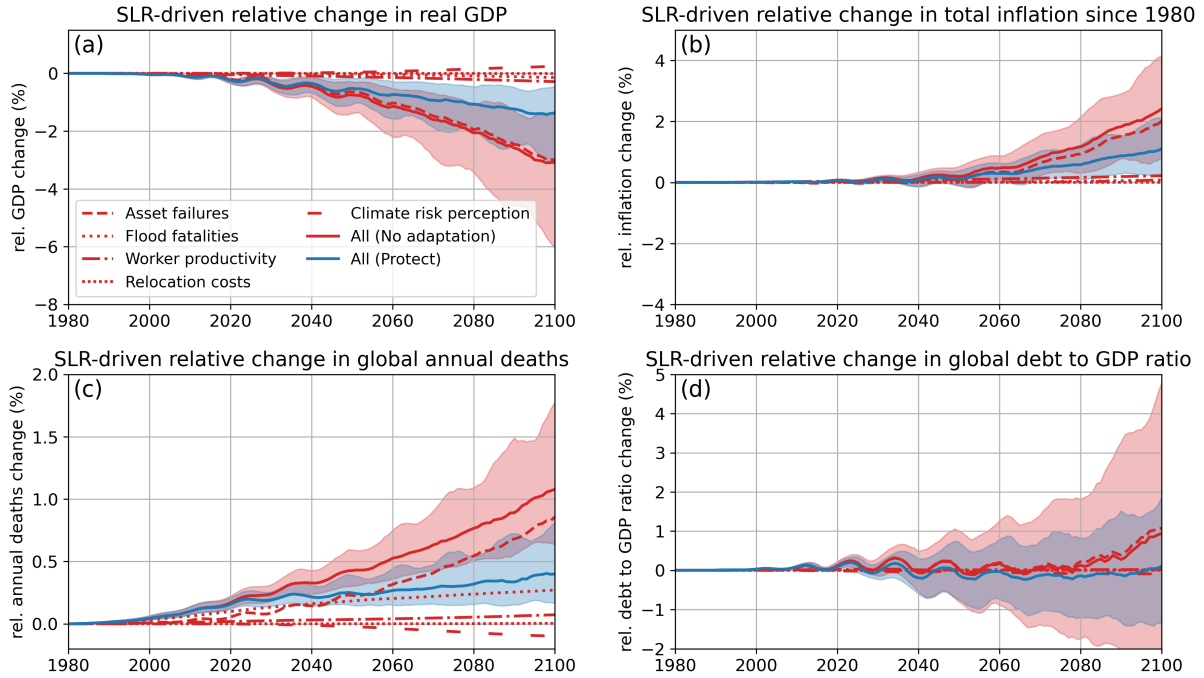 SLR-driven relative change in real GDP
(a)
rel. GDP change (%)
0
−2
−4
−6
−8
1980 2000 2020 2040 2060 2080 2100
Asset failures
Flood fatalities
Worker productivity
Relocation costs
Climate risk perception
All (No adaptation)
All (Protect)
SLR-driven relative change in total inflation since 1980
(b)
rel. inflation change (%)
4
2
0
−2
−4
1980 2000 2020 2040 2060 2080 2100
SLR-driven relative change in global annual deaths
(c)
rel. annual deaths change (%)
2.0
1.5
1.0
0.5
0.0
1980 2000 2020 2040 2060 2080 2100
SLR-driven relative change in global debt to GDP ratio
(d)
rel. debt to GDP ratio change (%)
5
4
3
2
1
0
−1
−2
1980 2000 2020 2040 2060 2080 2100